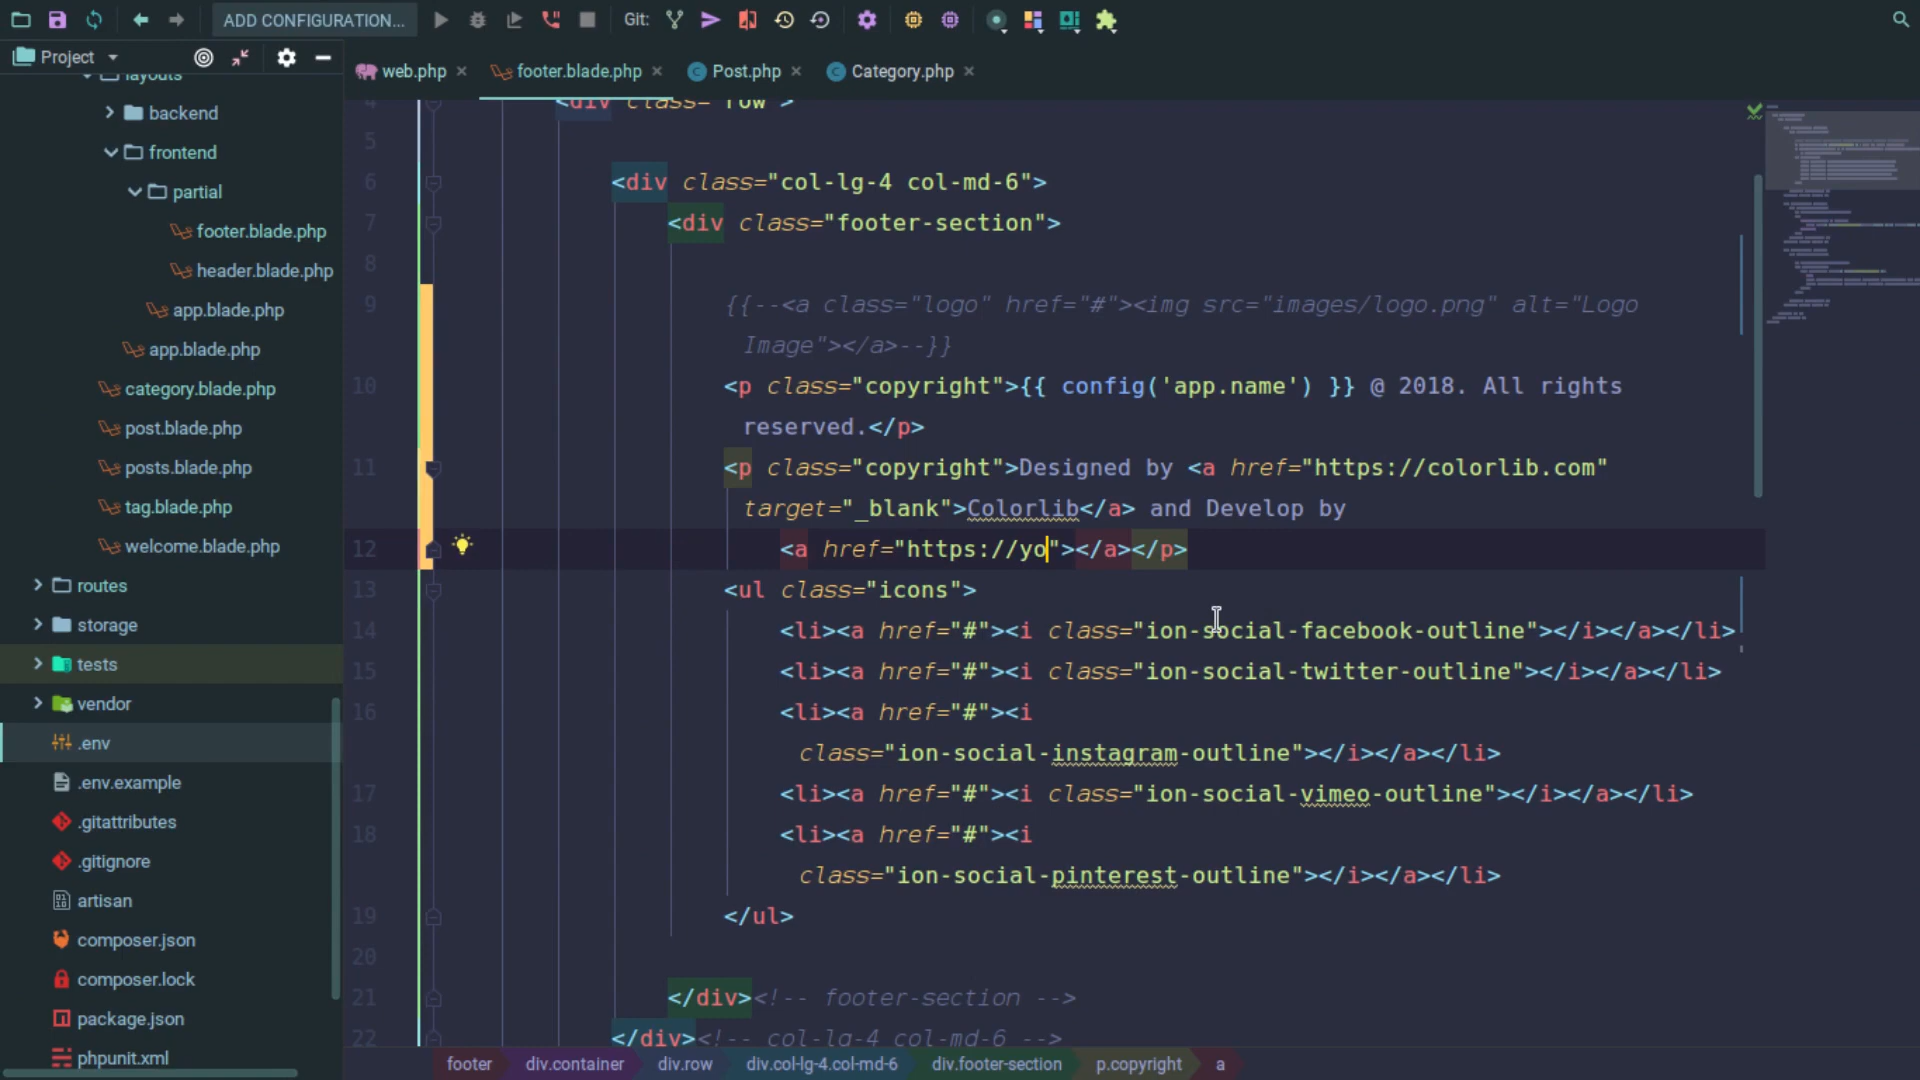 ADD CONFIGURATION...
Git:
Project
web.php
footer.blade.php
Post.php
Category.php
layouts
backend
frontend
partial
footer.blade.php
header.blade.php
app.blade.php
app.blade.php
category.blade.php
post.blade.php
posts.blade.php
tag.blade.php
welcome.blade.php
routes
storage
tests
vendor
.env
.env.example
.gitattributes
.gitignore
artisan
composer.json
composer.lock
package.json
phpunit.xml
4 <div class="row">
5
6 <div class="col-lg-4 col-md-6">
7 <div class="footer-section">
8
9 {{--<a class="logo" href="#"><img src="images/logo.png" alt="Logo
Image"></a>--}}
10 <p class="copyright">{{ config('app.name') }} @ 2018. All rights
reserved.</p>
11 <p class="copyright">Designed by <a href="https://colorlib.com"
target="_blank">Colorlib</a> and Develop by
12 <a href="https://yo"></a></p>
13 <ul class="icons">
14 <li><a href="#"><i class="ion-social-facebook-outline"></i></a></li>
15 <li><a href="#"><i class="ion-social-twitter-outline"></i></a></li>
16 <li><a href="#"><i
class="ion-social-instagram-outline"></i></a></li>
17 <li><a href="#"><i class="ion-social-vimeo-outline"></i></a></li>
18 <li><a href="#"><i
class="ion-social-pinterest-outline"></i></a></li>
19 </ul>
20
21 </div><!-- footer-section -->
22 </div><!-- col-lg-4 col-md-6 -->
footer div.container div.row div.col-lg-4.col-md-6 div.footer-section p.copyright a